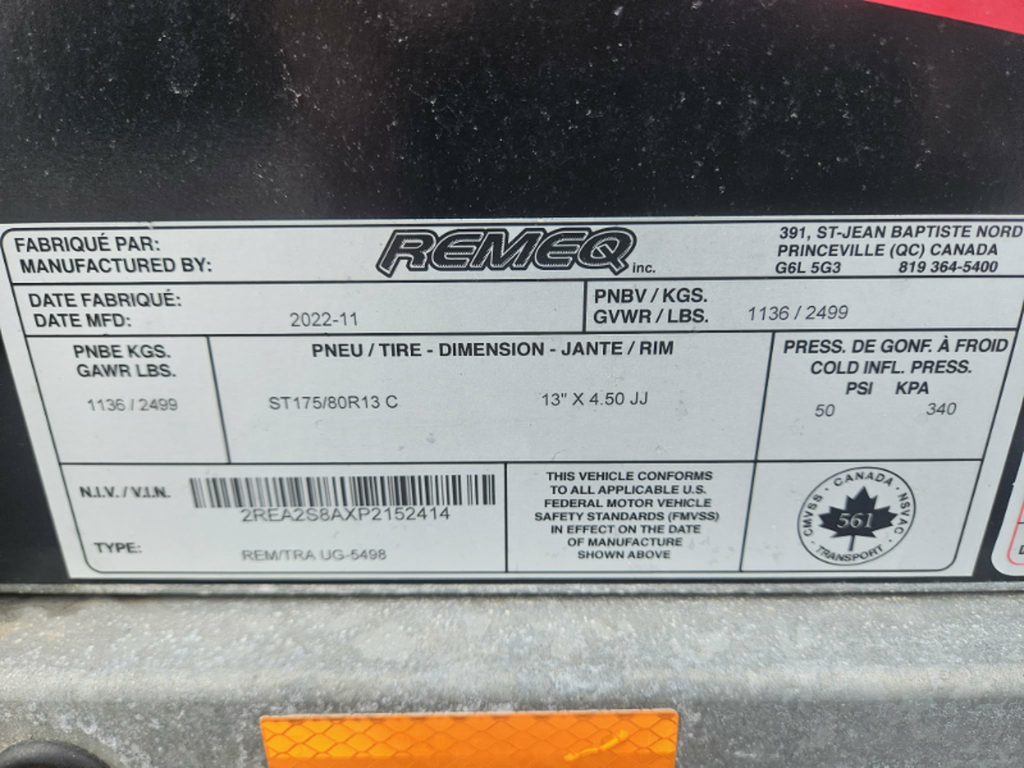 FABRIQUÉ PAR:
MANUFACTURED BY:
REMEQ inc.
391, ST-JEAN BAPTISTE NORD
PRINCEVILLE (QC) CANADA
G6L 5G3 819 364-5400
DATE FABRIQUÉ:
DATE MFD:
2022-11
PNBV / KGS.
GVWR / LBS.
1136 / 2499
PNBE KGS.
GAWR LBS.
1136 / 2499
PNEU / TIRE - DIMENSION - JANTE / RIM
ST175/80R13 C 13" X 4.50 JJ
PRESS. DE GONF. À FROID
COLD INFL. PRESS.
PSI KPA
50 340
N.I.V. / V.I.N.
2REA2S8AXP2152414
TYPE:
REM/TRA UG-5498
THIS VEHICLE CONFORMS
TO ALL APPLICABLE U.S.
FEDERAL MOTOR VEHICLE
SAFETY STANDARDS (FMVSS)
IN EFFECT ON THE DATE
OF MANUFACTURE
SHOWN ABOVE
CANADA
CMVSS
NSVAC
561
TRANSPORT